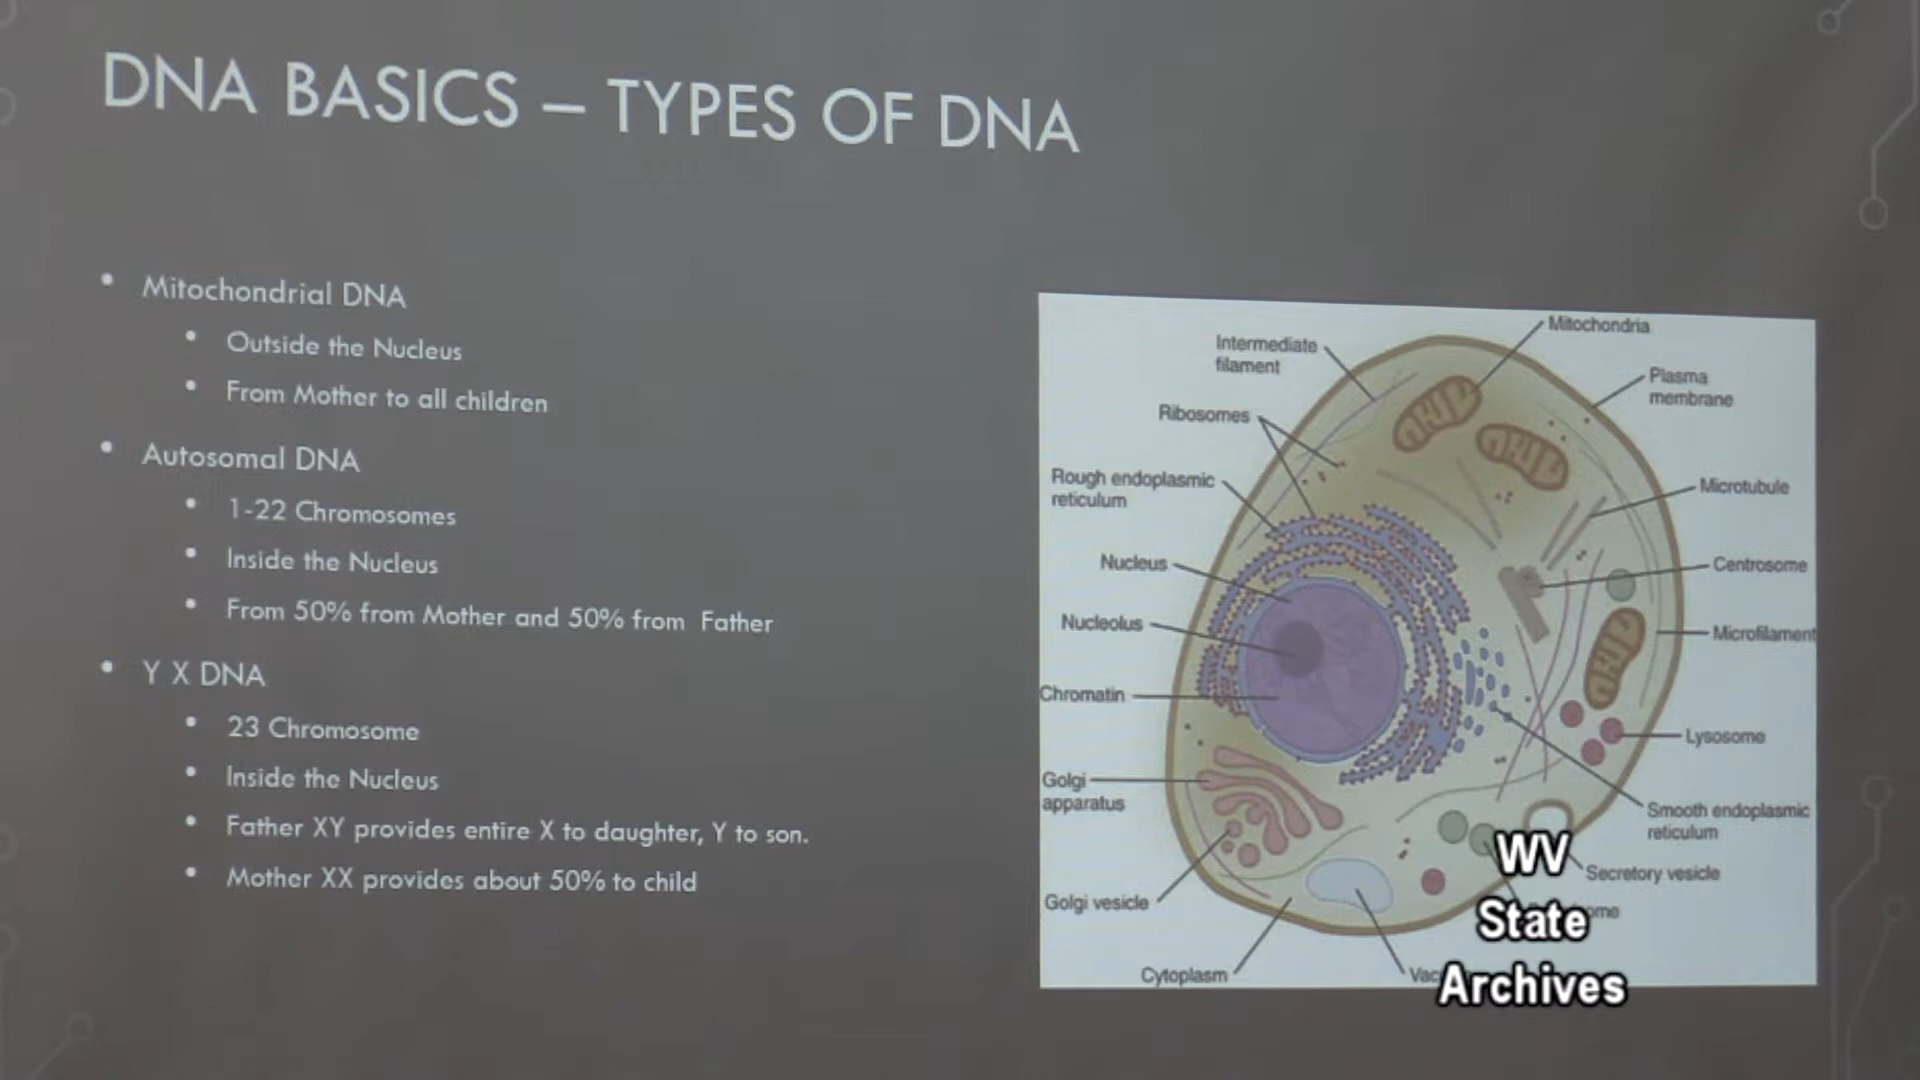 DNA BASICS – TYPES OF DNA
• Mitochondrial DNA
• Outside the Nucleus
• From Mother to all children
• Autosomal DNA
• 1-22 Chromosomes
• Inside the Nucleus
• From 50% from Mother and 50% from Father
• Y X DNA
• 23 Chromosome
• Inside the Nucleus
• Father XY provides entire X to daughter, Y to son.
• Mother XX provides about 50% to child
Mitochondria
Intermediate
filament
Plasma
membrane
Ribosomes
Rough endoplasmic
reticulum
Microtubule
Nucleus
Centrosome
Nucleolus
Microfilament
Chromatin
Lysosome
Golgi
apparatus
Smooth endoplasmic
reticulum
Secretory vesicle
Golgi vesicle
Cytoplasm
WV
State
Archives